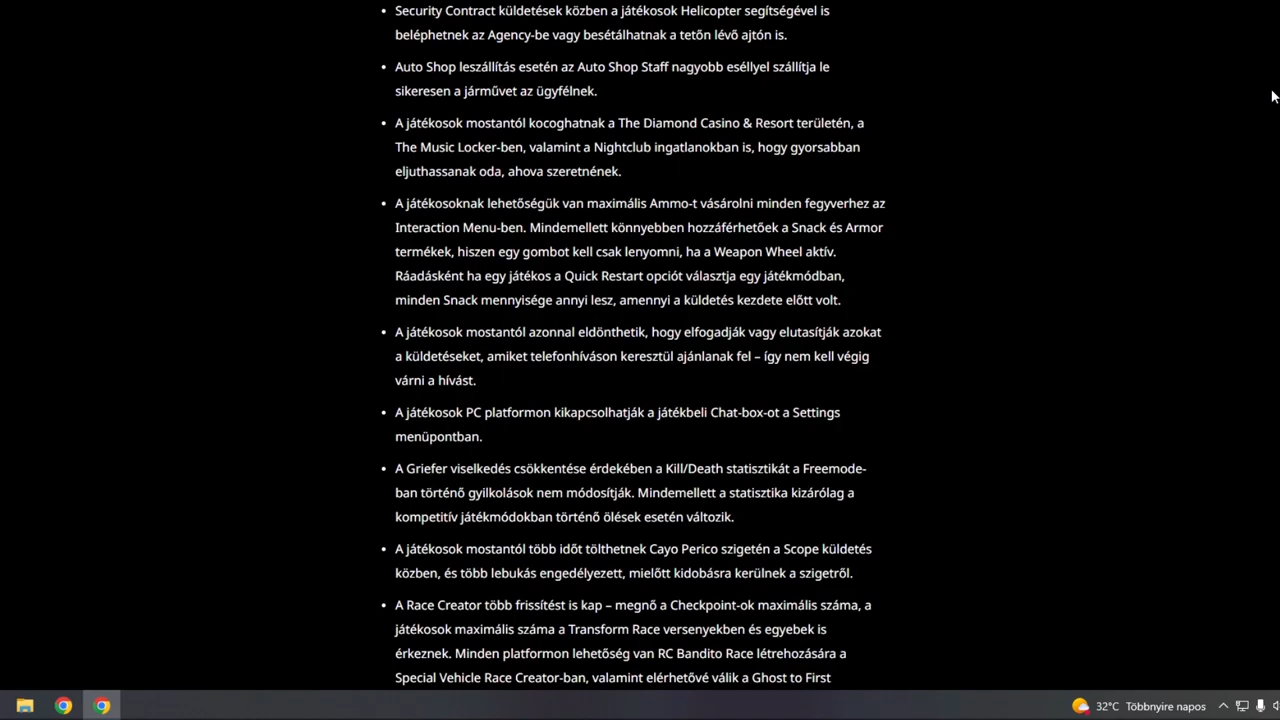 • Security Contract küldetések közben a játékosok Helicopter segítségével is
beléphetnek az Agency-be vagy besétálhatnak a tetőn lévő ajtón is.
• Auto Shop leszállítás esetén az Auto Shop Staff nagyobb eséllyel szállítja le
sikeresen a járművet az ügyfélnek.
• A játékosok mostantól kocoghatnak a The Diamond Casino & Resort területén, a
The Music Locker-ben, valamint a Nightclub ingatlanokban is, hogy gyorsabban
eljuthassanak oda, ahova szeretnének.
• A játékosoknak lehetőségük van maximális Ammo-t vásárolni minden fegyverhez az
Interaction Menu-ben. Mindemellett könnyebben hozzáférhetőek a Snack és Armor
termékek, hiszen egy gombot kell csak lenyomni, ha a Weapon Wheel aktív.
Ráadásként ha egy játékos a Quick Restart opciót választja egy játékmódban,
minden Snack mennyisége annyi lesz, amennyi a küldetés kezdete előtt volt.
• A játékosok mostantól azonnal eldönthetik, hogy elfogadják vagy elutasítják azokat
a küldetéseket, amiket telefonhíváson keresztül ajánlanak fel – így nem kell végig
várni a hívást.
• A játékosok PC platformon kikapcsolhatják a játékbeli Chat-box-ot a Settings
menüpontban.
• A Griefer viselkedés csökkentése érdekében a Kill/Death statisztikát a Freemode-
ban történő gyilkolások nem módosítják. Mindemellett a statisztika kizárólag a
kompetitív játékmódokban történő ölések esetén változik.
• A játékosok mostantól több időt tölthetnek Cayo Perico szigetén a Scope küldetés
közben, és több lebukás engedélyezett, mielőtt kidobásra kerülnek a szigetről.
• A Race Creator több frissítést is kap – megnő a Checkpoint-ok maximális száma, a
játékosok maximális száma a Transform Race versenyekben és egyebek is
érkeznek. Minden platformon lehetőség van RC Bandito Race létrehozására a
Special Vehicle Race Creator-ban, valamint elérhetővé válik a Ghost to First
32°C Többnyire napos